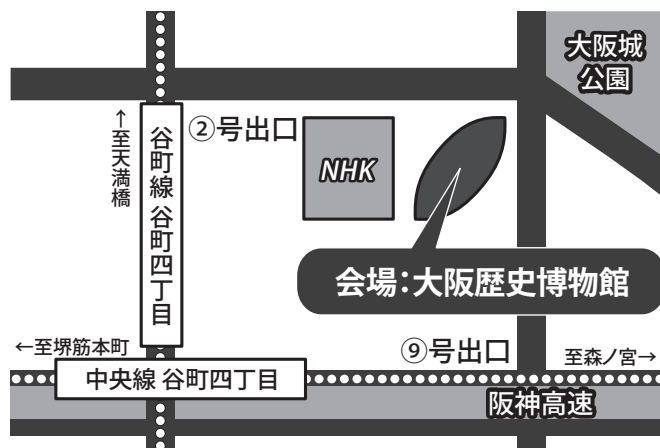 大阪城
公園
②号出口
↑至天満橋
谷町線 谷町四丁目
NHK
会場：大阪歴史博物館
←至堺筋本町
⑨号出口
至森ノ宮→
中央線 谷町四丁目
阪神高速